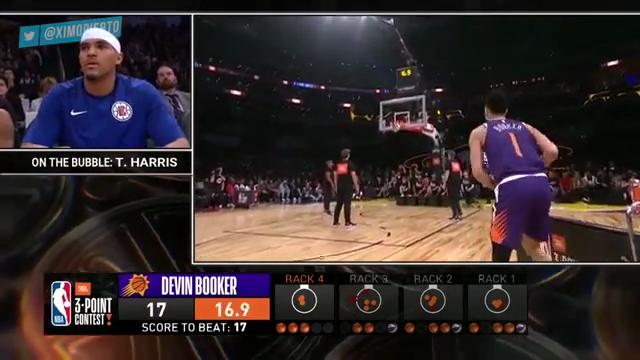 @XIMOPIERTO
ON THE BUBBLE: T. HARRIS
BOOKER
1
RACK 4
RACK 3
RACK 2
RACK 1
NBA
3-POINT
CONTEST
DEVIN BOOKER
17
16.9
SCORE TO BEAT: 17